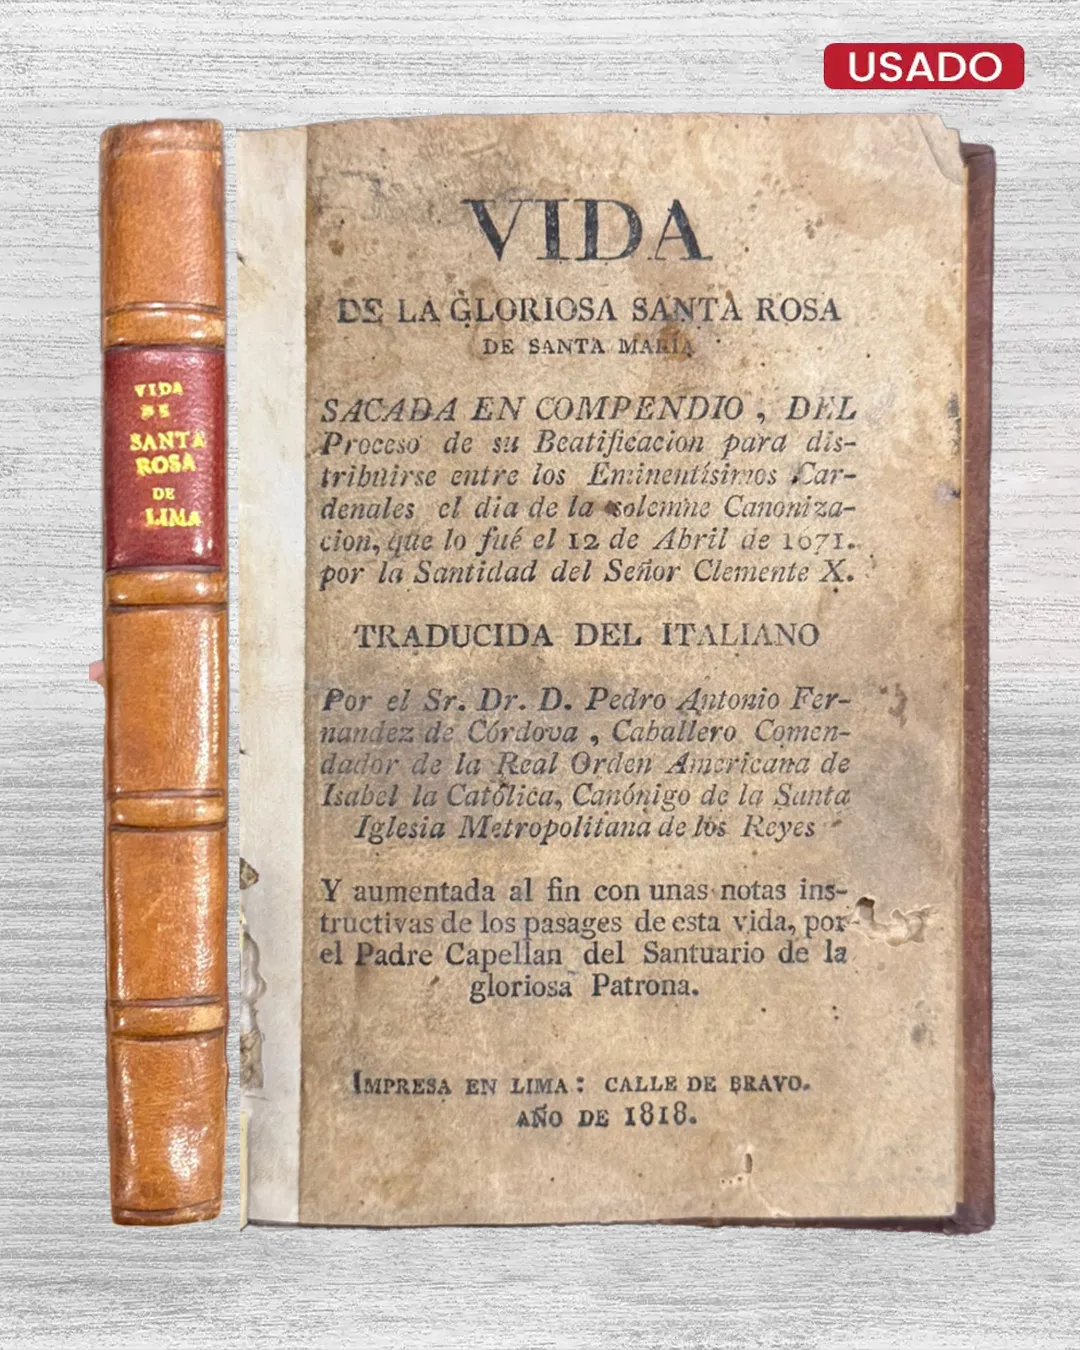 USADO
VIDA
DE
SANTA
ROSA
DE
LIMA
VIDA
DE LA GLORIOSA SANTA ROSA
DE SANTA MARIA
SACADA EN COMPENDIO, DEL
Proceso de su Beatificacion para dis-
tribuirse entre los Eminentísimos Car-
denales el dia de la solemne Canoniza-
cion, que lo fué el 12 de Abril de 1671.
por la Santidad del Señor Clemente X.
TRADUCIDA DEL ITALIANO
Por el Sr. Dr. D. Pedro Antonio Fer-
nandez de Córdova, Caballero Comen-
dador de la Real Orden Americana de
Isabel la Católica, Canónigo de la Santa
Iglesia Metropolitana de los Reyes
Y aumentada al fin con unas notas ins-
tructivas de los pasages de esta vida, por
el Padre Capellan del Santuario de la
gloriosa Patrona.
IMPRESA EN LIMA: CALLE DE BRAVO.
AÑO DE 1818.